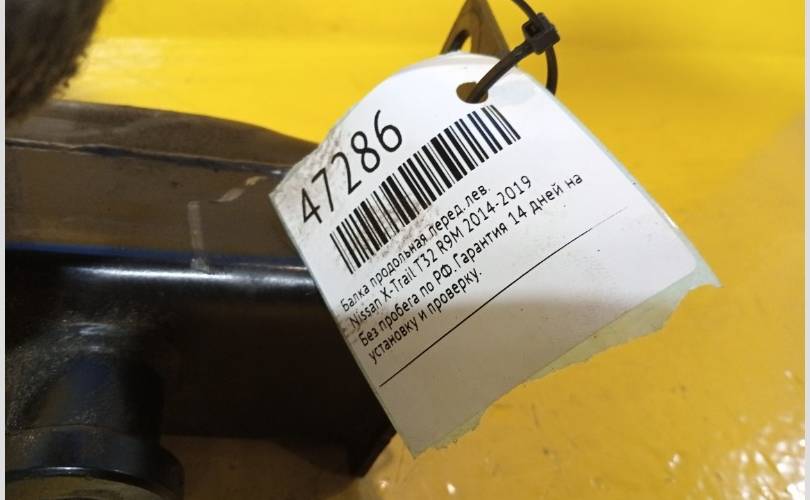 47286
Балка продольная перед.лев.
Nissan X-Trail T32 R9M 2014-2019
Без пробега по РФ.Гарантия 14 дней на
установку и проверку.